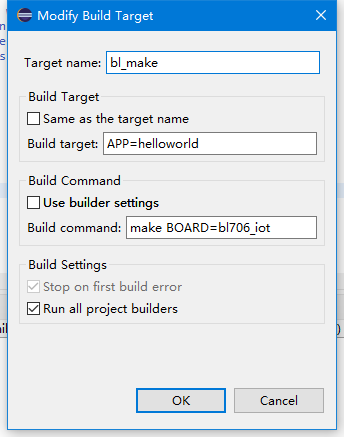 Modify Build Target
Target name: bl_make
Build Target
Same as the target name
Build target: APP=helloworld
Build Command
Use builder settings
Build command: make BOARD=bl706_iot
Build Settings
Stop on first build error
Run all project builders
OK Cancel